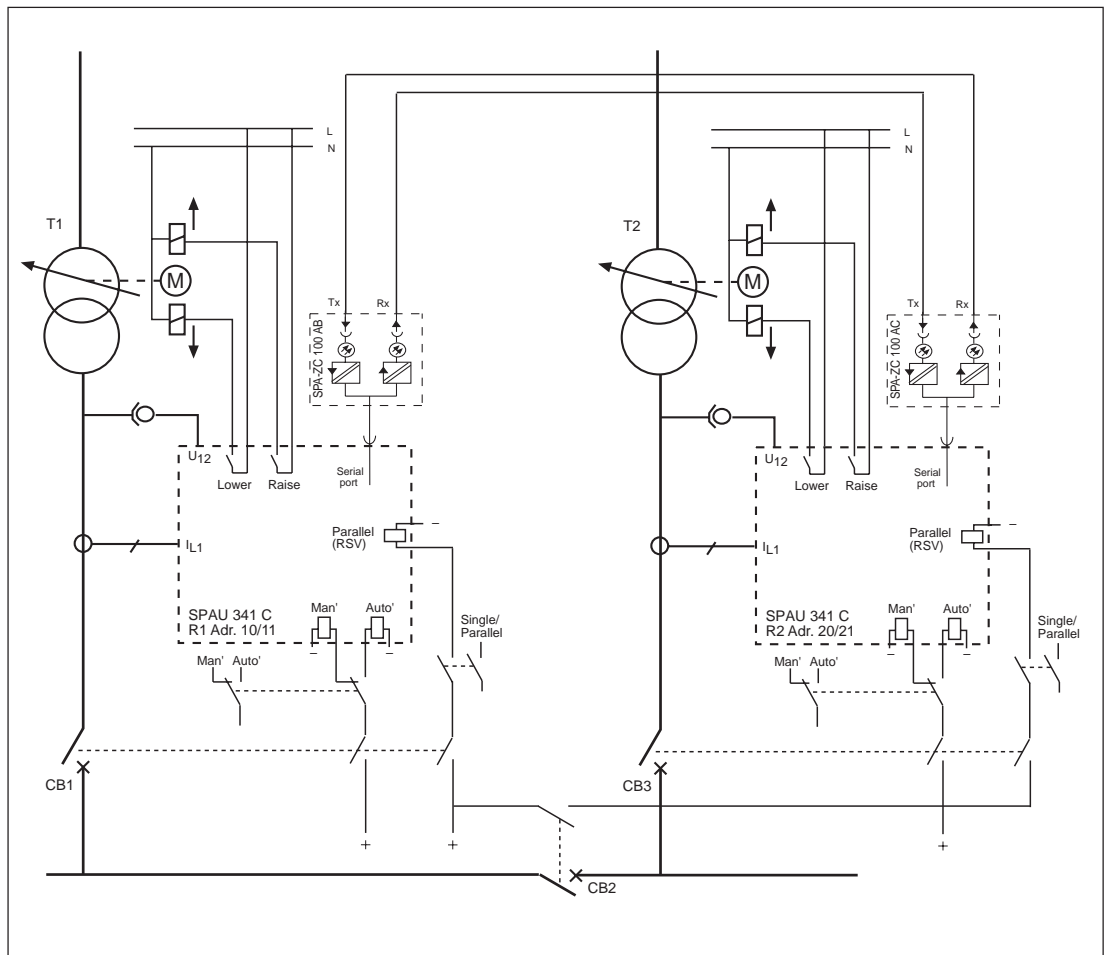 L
N
T1
M
Tx
Rx
SPA-ZC 100 AB
U12
Lower
Raise
Serial
port
IL1
Parallel
(RSV)
–
SPAU 341 C
R1 Adr. 10/11
Man'
Auto'
–
–
Single/
Parallel
Man'
Auto'
CB1
+
+
CB2
L
N
T2
M
Tx
Rx
SPA-ZC 100 AC
U12
Lower
Raise
Serial
port
IL1
Parallel
(RSV)
–
SPAU 341 C
R2 Adr. 20/21
Man'
Auto'
–
–
Single/
Parallel
Man'
Auto'
CB3
+